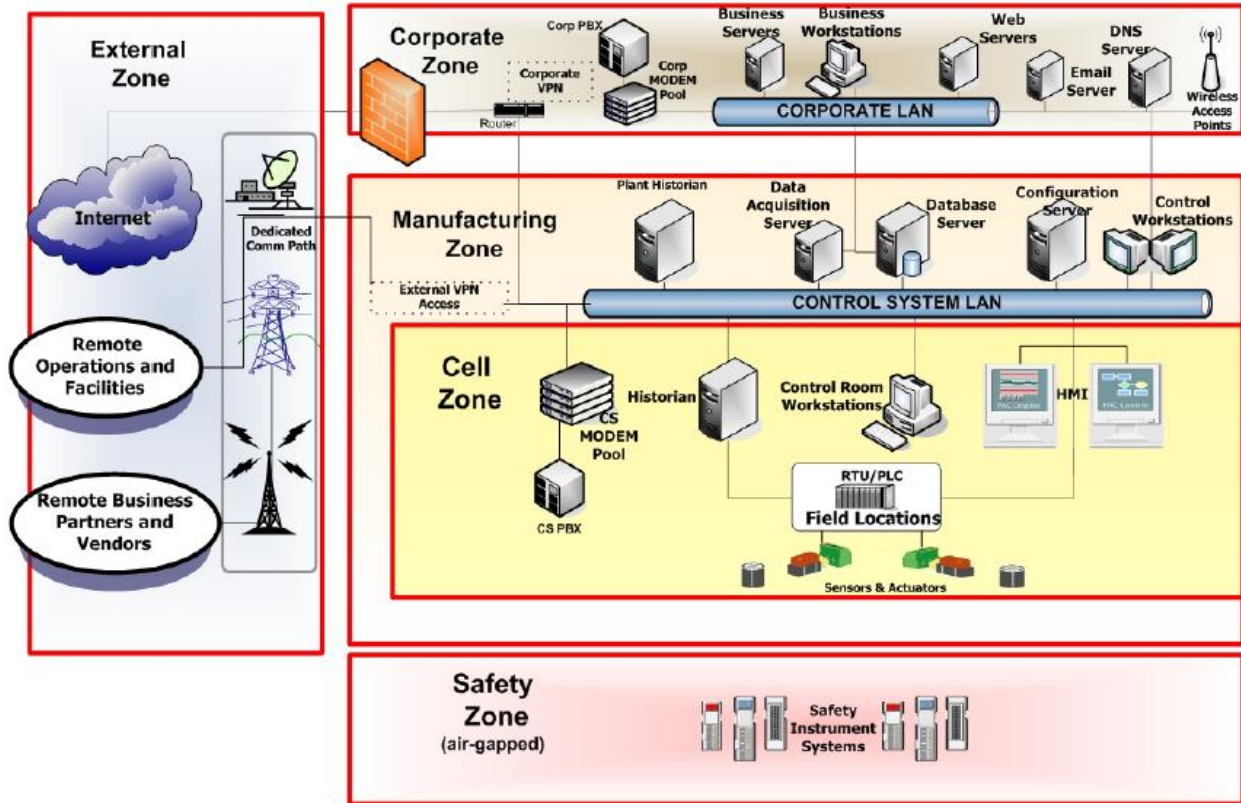 External
Zone
Internet
Dedicated
Comm Path
Remote
Operations and
Facilities
Remote Business
Partners and
Vendors
Corporate
Zone
Corp PBX
Corporate
VPN
Corp
MODEM
Pool
Router
Business
Servers
Business
Workstations
Web
Servers
Email
Server
DNS
Server
Wireless
Access
Points
CORPORATE LAN
Manufacturing
Zone
Plant Historian
Data
Acquisition
Server
Database
Server
Configuration
Server
Control
Workstations
External VPN
Access
CONTROL SYSTEM LAN
Cell
Zone
CS
MODEM
Pool
CS PBX
Historian
Control Room
Workstations
HMI
RTU/PLC
Field Locations
Sensors & Actuators
Safety
Zone
(air-gapped)
Safety
Instrument
Systems